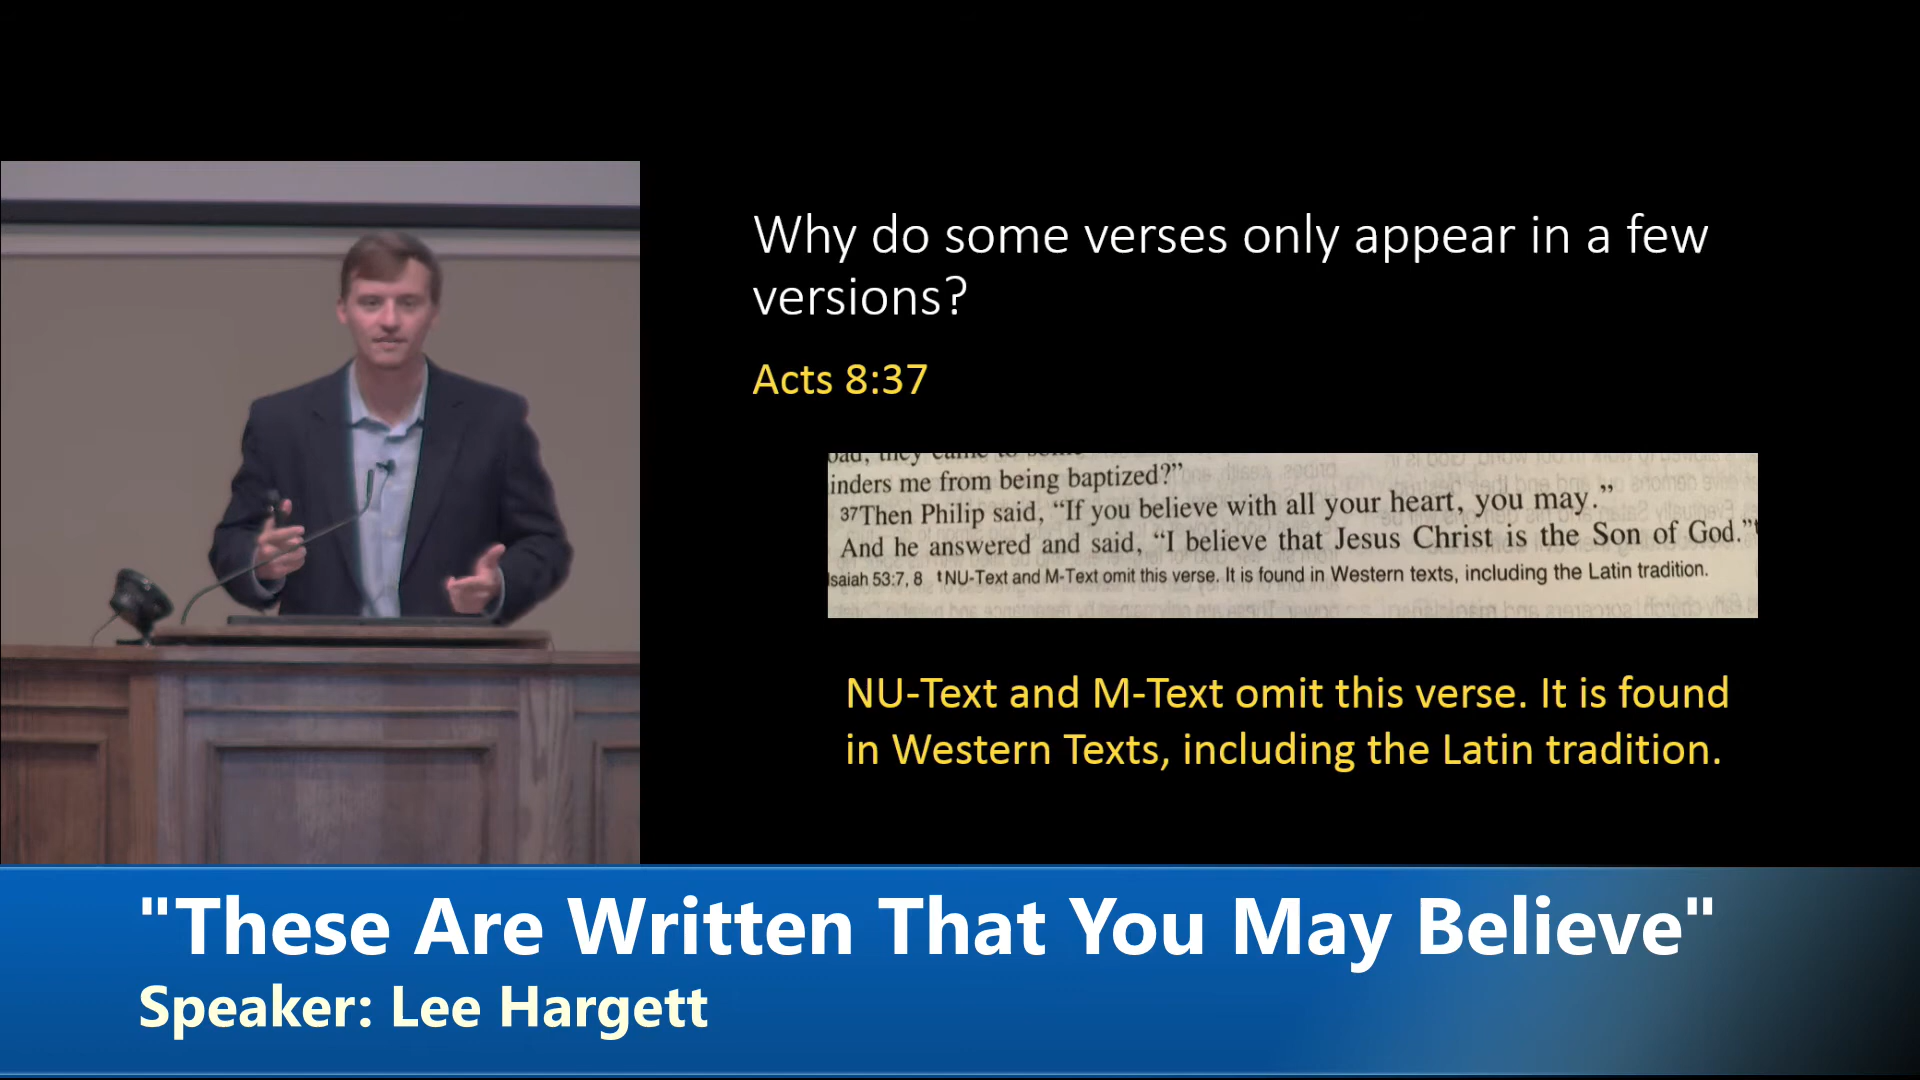 Why do some verses only appear in a few
versions?
Acts 8:37
inders me from being baptized?”
37Then Philip said, “If you believe with all your heart, you may.”
And he answered and said, “I believe that Jesus Christ is the Son of God.”t
Isaiah 53:7, 8 tNU-Text and M-Text omit this verse. It is found in Western texts, including the Latin tradition.
NU-Text and M-Text omit this verse. It is found
in Western Texts, including the Latin tradition.
"These Are Written That You May Believe"
Speaker: Lee Hargett